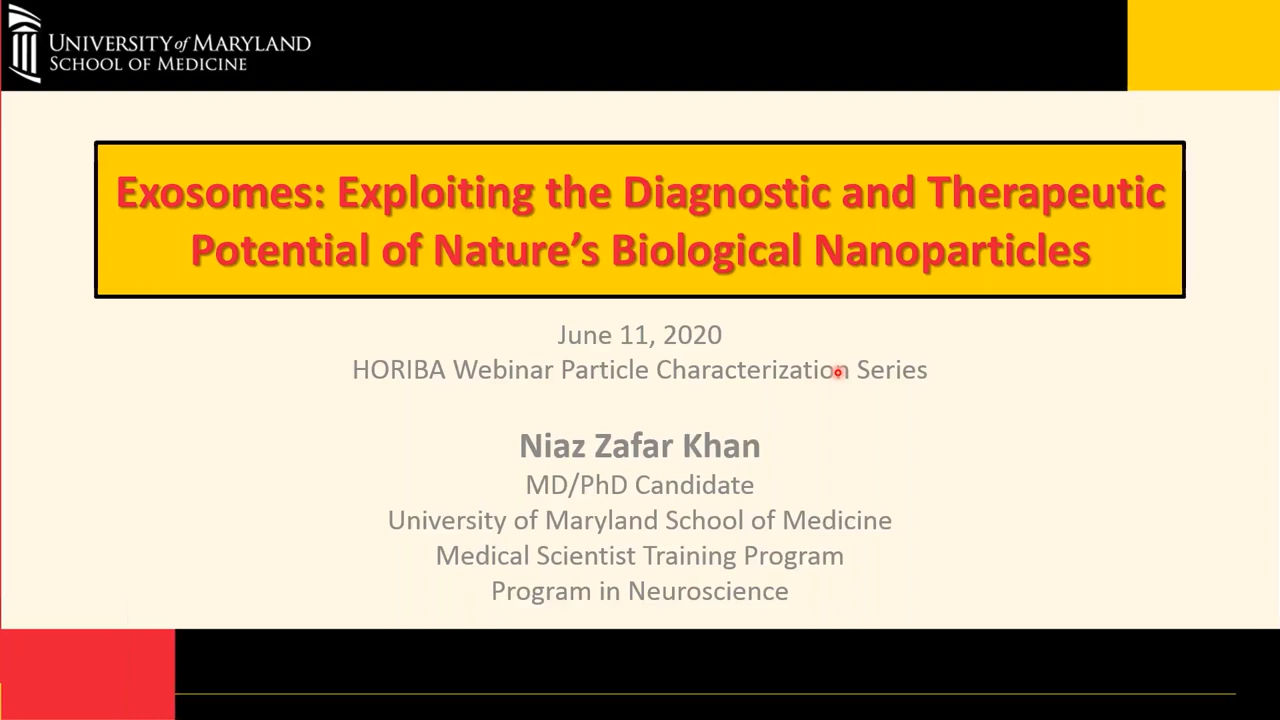 UNIVERSITY of MARYLAND
SCHOOL OF MEDICINE
Exosomes: Exploiting the Diagnostic and Therapeutic
Potential of Nature’s Biological Nanoparticles
June 11, 2020
HORIBA Webinar Particle Characterization Series
Niaz Zafar Khan
MD/PhD Candidate
University of Maryland School of Medicine
Medical Scientist Training Program
Program in Neuroscience